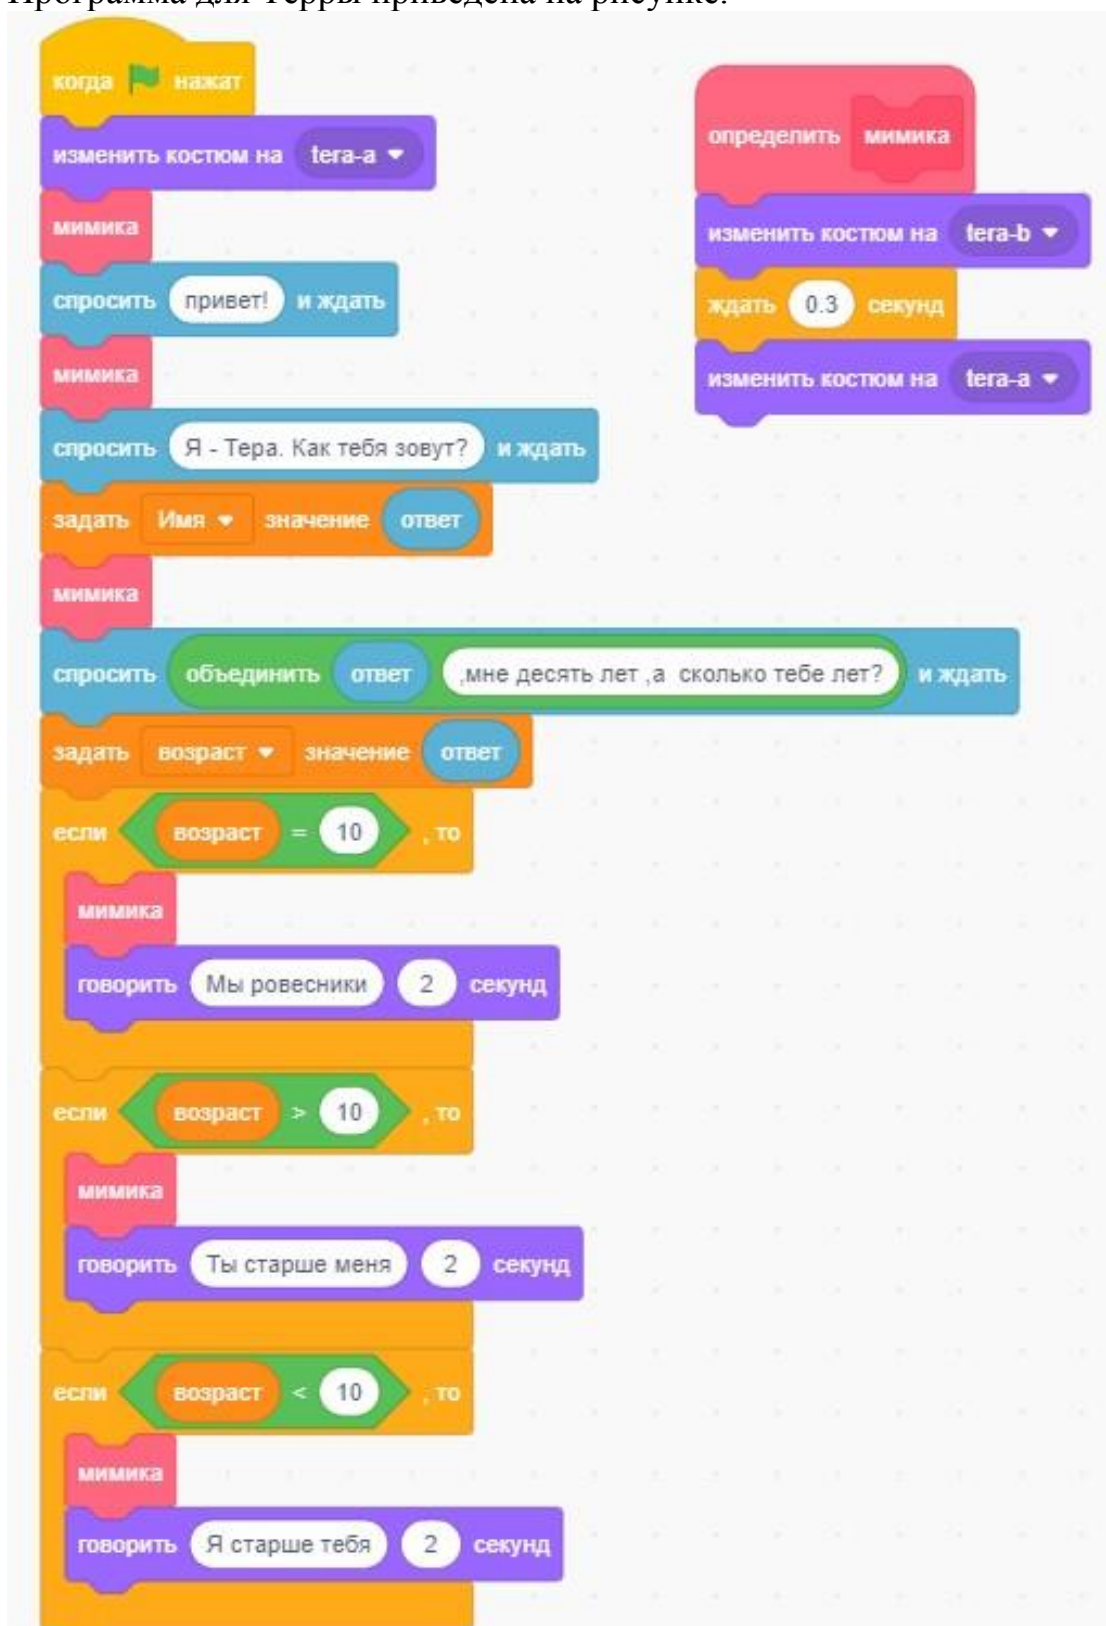 Программа для Терры приведена на рисунке.
когда нажат
изменить костюм на tera-a
мимика
спросить привет! и ждать
мимика
спросить Я - Тера. Как тебя зовут? и ждать
задать Имя значение ответ
мимика
спросить объединить ответ ,мне десять лет ,а сколько тебе лет? и ждать
задать возраст значение ответ
если возраст = 10 , то
мимика
говорить Мы ровесники 2 секунд
если возраст > 10 , то
мимика
говорить Ты старше меня 2 секунд
если возраст < 10 , то
мимика
говорить Я старше тебя 2 секунд
определить мимика
изменить костюм на tera-b
ждать 0.3 секунд
изменить костюм на tera-a